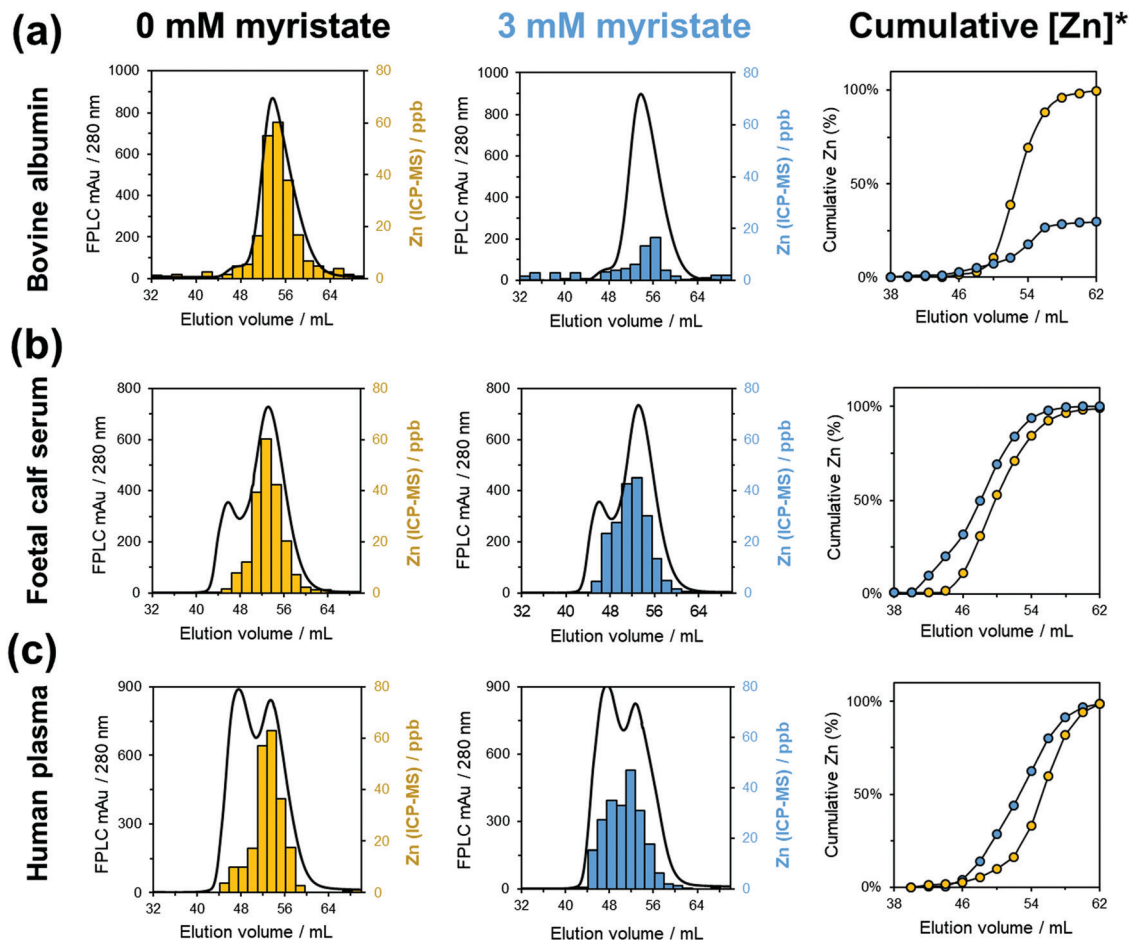 (a)
0 mM myristate
3 mM myristate
Cumulative [Zn]*
Bovine albumin
FPLC mAu / 280 nm
1000
800
600
400
200
0
80
60
40
20
0
Zn (ICP-MS) / ppb
32 40 48 56 64
Elution volume / mL
FPLC mAu / 280 nm
1000
900
800
700
600
500
400
300
200
100
0
80
60
40
20
0
Zn (ICP-MS) / ppb
32 40 48 56 64
Elution volume / mL
Cumulative Zn (%)
100%
50%
0%
38 46 54 62
Elution volume / mL
(b)
Foetal calf serum
FPLC mAu / 280 nm
800
600
400
200
0
80
60
40
20
0
Zn (ICP-MS) / ppb
32 40 48 56 64
Elution volume / mL
FPLC mAu / 280 nm
800
600
400
200
0
80
60
40
20
0
Zn (ICP-MS) / ppb
32 40 48 56 64
Elution volume / mL
Cumulative Zn (%)
100%
50%
0%
38 46 54 62
Elution volume / mL
(c)
Human plasma
FPLC mAu / 280 nm
900
600
300
0
80
60
40
20
0
Zn (ICP-MS) / ppb
32 40 48 56 64
Elution volume / mL
FPLC mAu / 280 nm
900
600
300
0
80
60
40
20
0
Zn (ICP-MS) / ppb
32 40 48 56 64
Elution volume / mL
Cumulative Zn (%)
100%
50%
0%
38 46 54 62
Elution volume / mL